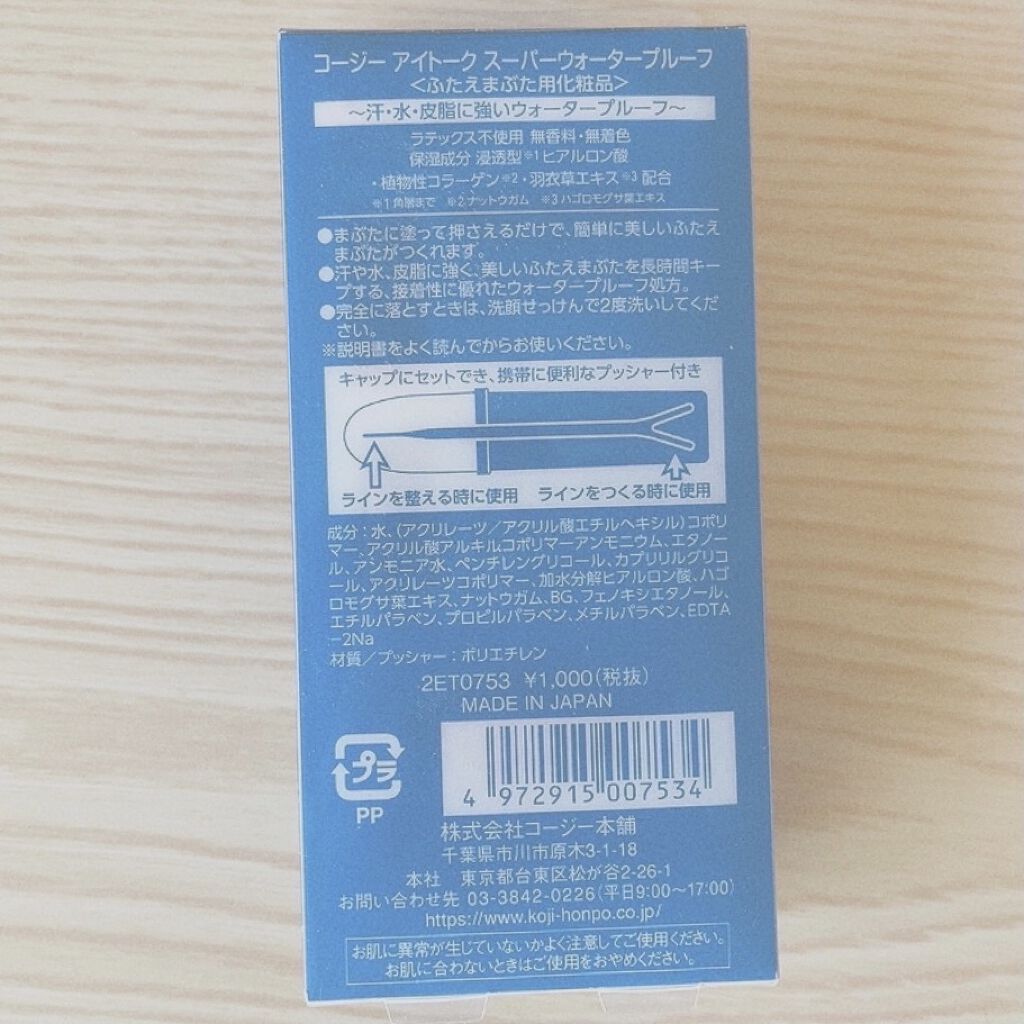 コージー アイトーク スーパーウォータープルーフ
＜ふたえまぶた用化粧品＞
～汗・水・皮脂に強いウォータープルーフ～
ラテックス不使用 無香料・無着色
保湿成分 浸透型※1ヒアルロン酸
・植物性コラーゲン※2・羽衣草エキス※3配合
※1 角層まで ※2 ナットウガム ※3 ハゴロモグサ葉エキス
●まぶたに塗って押さえるだけで、簡単に美しいふたえ
まぶたがつくれます。
●汗や水、皮脂に強く、美しいふたえまぶたを長時間キー
プする、接着性に優れたウォータープルーフ処方。
●完全に落とすときは、洗顔せっけんで2度洗いしてくだ
さい。
※説明書をよく読んでからお使いください。
キャップにセットでき、携帯に便利なプッシャー付き
ラインを整える時に使用 ラインをつくる時に使用
成分：水、(アクリレーツ／アクリル酸エチルヘキシル)コポリ
マー、アクリル酸アルキルコポリマーアンモニウム、エタノー
ル、アンモニア水、ペンチレングリコール、カプリリルグリコ
ール、アクリレーツコポリマー、加水分解ヒアルロン酸、ハゴ
ロモグサ葉エキス、ナットウガム、BG、フェノキシエタノール、
エチルパラベン、プロピルパラベン、メチルパラベン、EDTA
-2Na
材質／プッシャー：ポリエチレン
2ET0753 ¥1,000(税抜)
MADE IN JAPAN
プラ
PP
4 972915 007534
株式会社コージー本舗
千葉県市川市原木3-1-18
本社 東京都台東区松が谷2-26-1
お問い合わせ先 03-3842-0226(平日9:00～17:00)
https://www.koji-honpo.co.jp/
お肌に異常が生じていないかよく注意してご使用ください。
お肌に合わないときはご使用をおやめください。